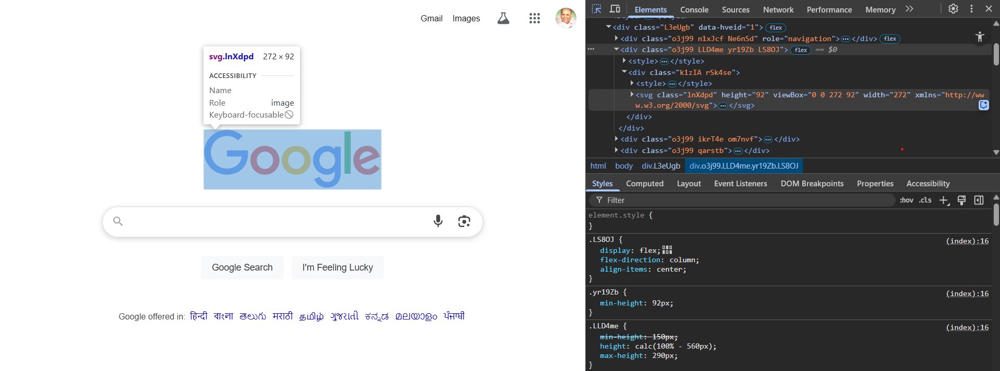 Gmail Images
svg.lnXdpd 272 × 92
ACCESSIBILITY
Name
Role image
Keyboard-focusable
Google
Google Search I'm Feeling Lucky
Google offered in: हिन्दी বাংলা తెలుగు मराठी தமிழ் ગુજરાતી ಕನ್ನಡ മലയാളം ਪੰਜਾਬੀ
Elements Console Sources Network Performance Memory
<div class="L3eUgb" data-hveid="1"> flex
<div class="o3j99 n1xJcf Ne6nSd" role="navigation"> ⋯ </div> flex
<div class="o3j99 LLD4me yr19Zb LS8OJ"> flex == $0
<style> ⋯ </style>
<div class="k1zIA rSk4se">
<style> ⋯ </style>
<svg class="lnXdpd" height="92" viewBox="0 0 272 92" width="272" xmlns="http://ww
w.w3.org/2000/svg"> ⋯ </svg>
</div>
</div>
<div class="o3j99 ikrT4e om7nvf"> ⋯ </div>
<div class="o3j99 qarstb"> ⋯ </div>
html body div.L3eUgb div.o3j99.LLD4me.yr19Zb.LS8OJ
Styles Computed Layout Event Listeners DOM Breakpoints Properties Accessibility
Filter :hov .cls
element.style {
}
.LS8OJ { (index):16
display: flex;
flex-direction: column;
align-items: center;
}
.yr19Zb { (index):16
min-height: 92px;
}
.LLD4me { (index):16
min-height: 150px;
height: calc(100% - 560px);
max-height: 290px;
}